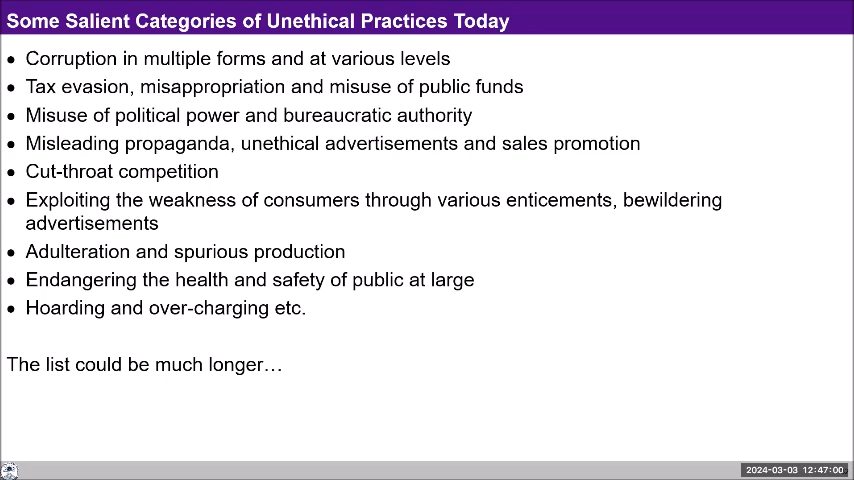 Some Salient Categories of Unethical Practices Today
• Corruption in multiple forms and at various levels
• Tax evasion, misappropriation and misuse of public funds
• Misuse of political power and bureaucratic authority
• Misleading propaganda, unethical advertisements and sales promotion
• Cut-throat competition
• Exploiting the weakness of consumers through various enticements, bewildering
advertisements
• Adulteration and spurious production
• Endangering the health and safety of public at large
• Hoarding and over-charging etc.
The list could be much longer…
2024-03-03 12:47:00